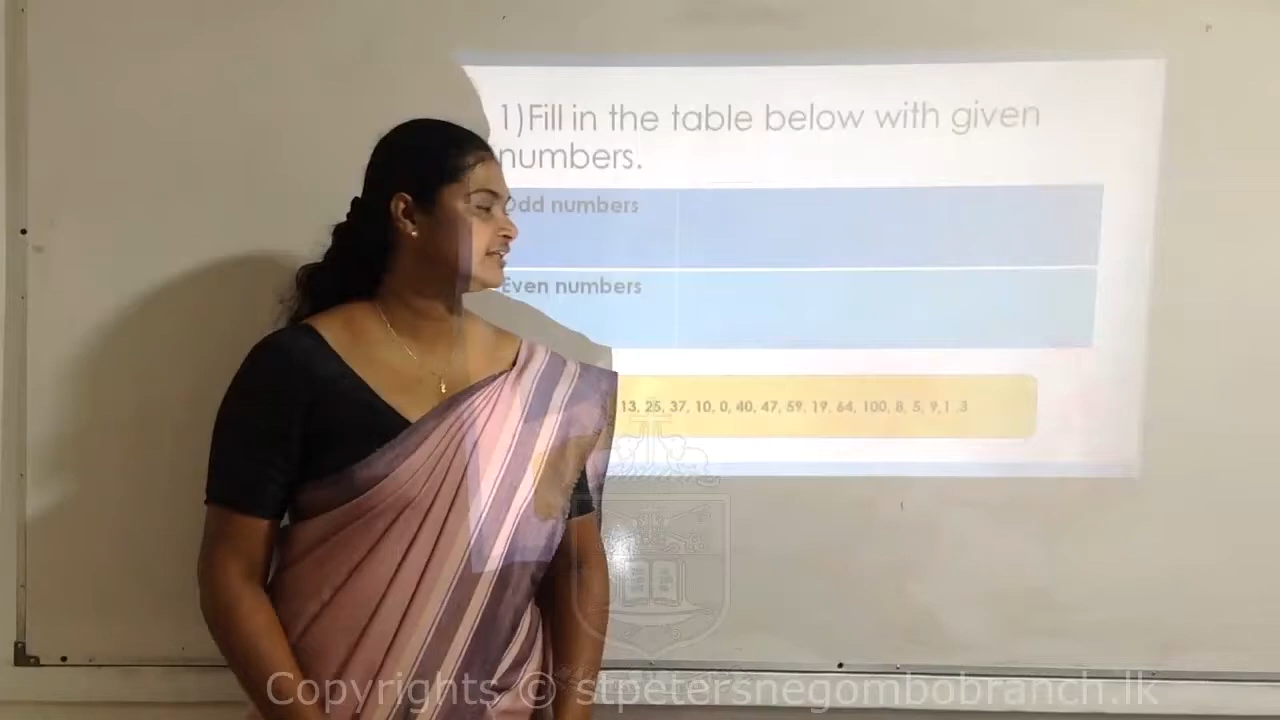 1)Fill in the table below with given
numbers.
Odd numbers
Even numbers
13, 25, 37, 10, 0, 40, 47, 59, 19, 64, 100, 8, 5, 9,1 ,3
Copyrights © stpetersnegombobranch.lk